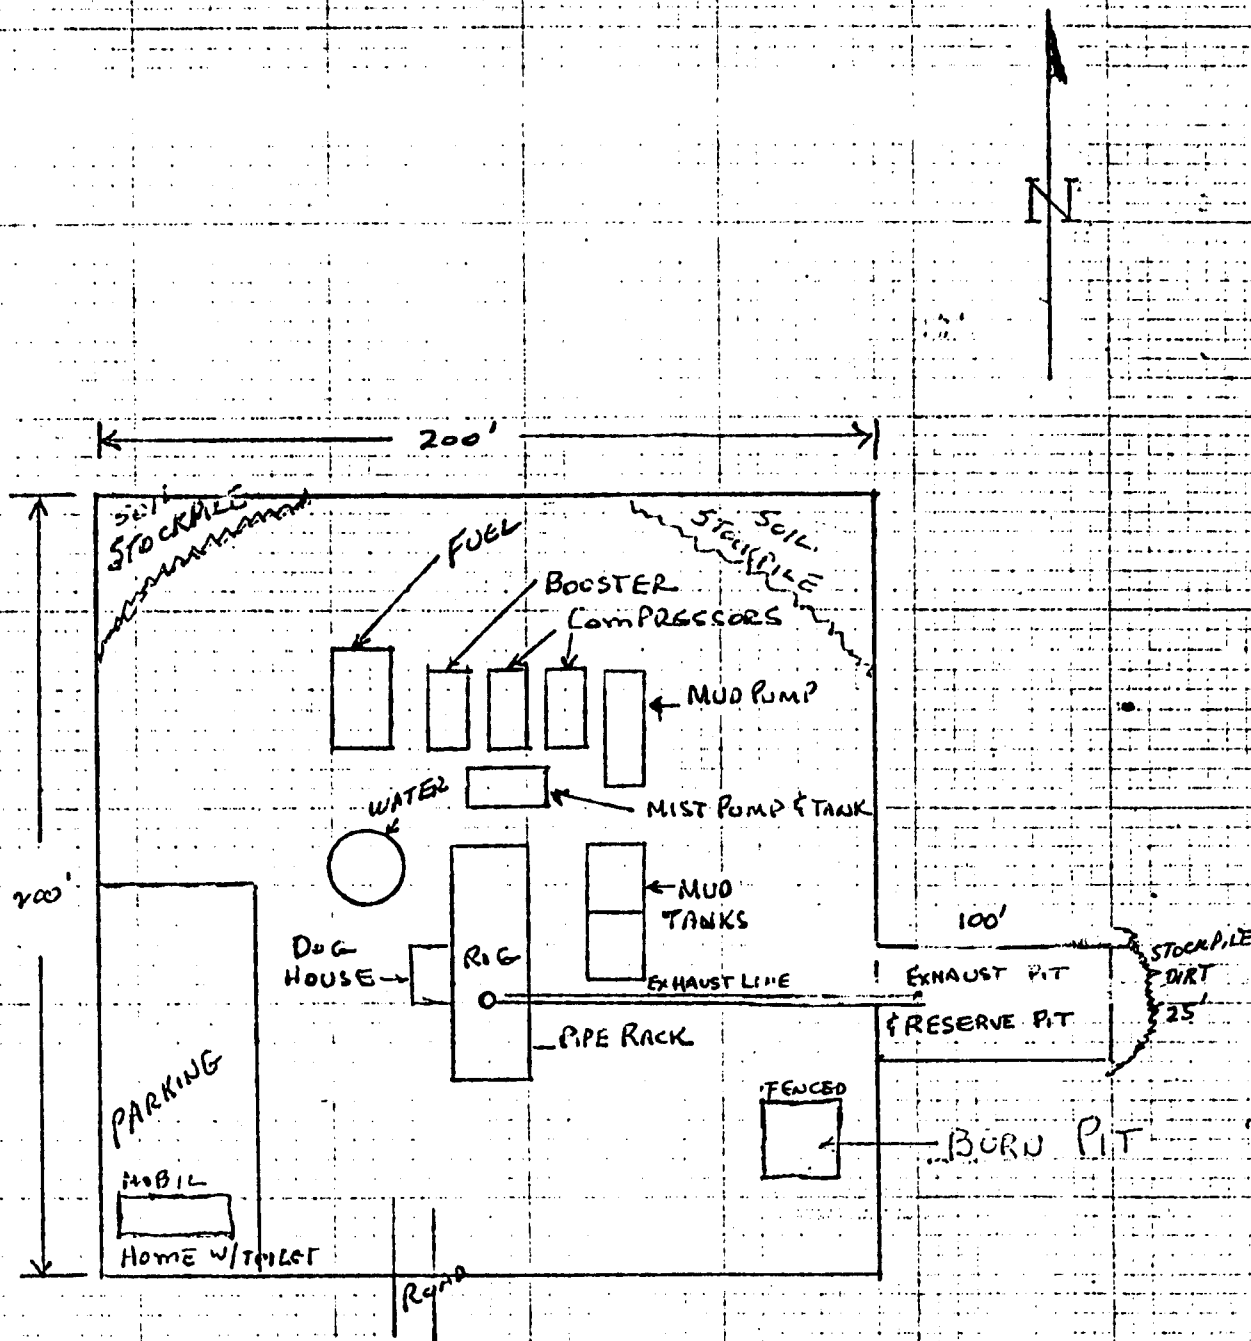 N
200'
SOIL
STOCKPILE
SOIL
STOCKPILE
FUEL
BOOSTER
COMPRESSORS
MUD PUMP
WATER
MIST PUMP & TANK
200'
MUD
TANKS
100'
DOG
HOUSE
RIG
STOCKPILE
DIRT
25'
EXHAUST LINE
EXHAUST PIT
& RESERVE PIT
PIPE RACK
PARKING
FENCED
BURN PIT
MOBIL
HOME W/TOILET
ROAD